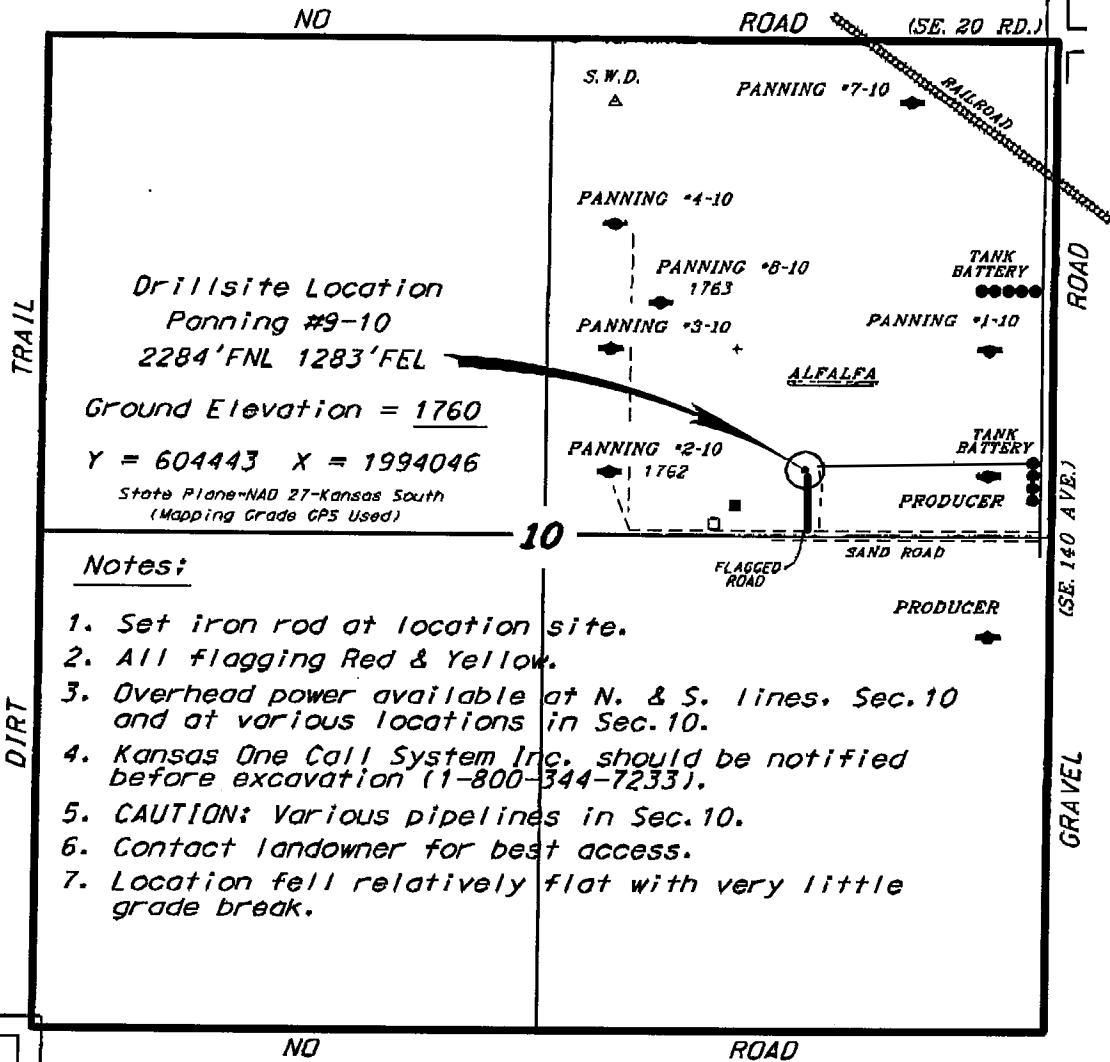 NO ROAD (SE. 20 RD.)
S.W.D.
PANNING #7-10
RAILROAD
PANNING #4-10
PANNING #8-10
1763
TANK
BATTERY
ROAD
Drillsite Location
Panning #9-10
2284'FNL 1283'FEL
PANNING #3-10
PANNING #1-10
TRAIL
ALFALFA
Ground Elevation = 1760
Y = 604443 X = 1994046
State Plane-NAD 27-Kansas South
(Mapping Grade GPS Used)
PANNING #2-10
1762
TANK
BATTERY
PRODUCER
10
SAND ROAD
FLAGGED
ROAD
(SE. 140 AVE.)
PRODUCER
Notes:
1. Set iron rod at location site.
2. All flagging Red & Yellow.
3. Overhead power available at N. & S. lines. Sec.10
and at various locations in Sec.10.
4. Kansas One Call System Inc. should be notified
before excavation (1-800-344-7233).
5. CAUTION: Various pipelines in Sec.10.
6. Contact landowner for best access.
7. Location fell relatively flat with very little
grade break.
DIRT
GRAVEL
NO ROAD